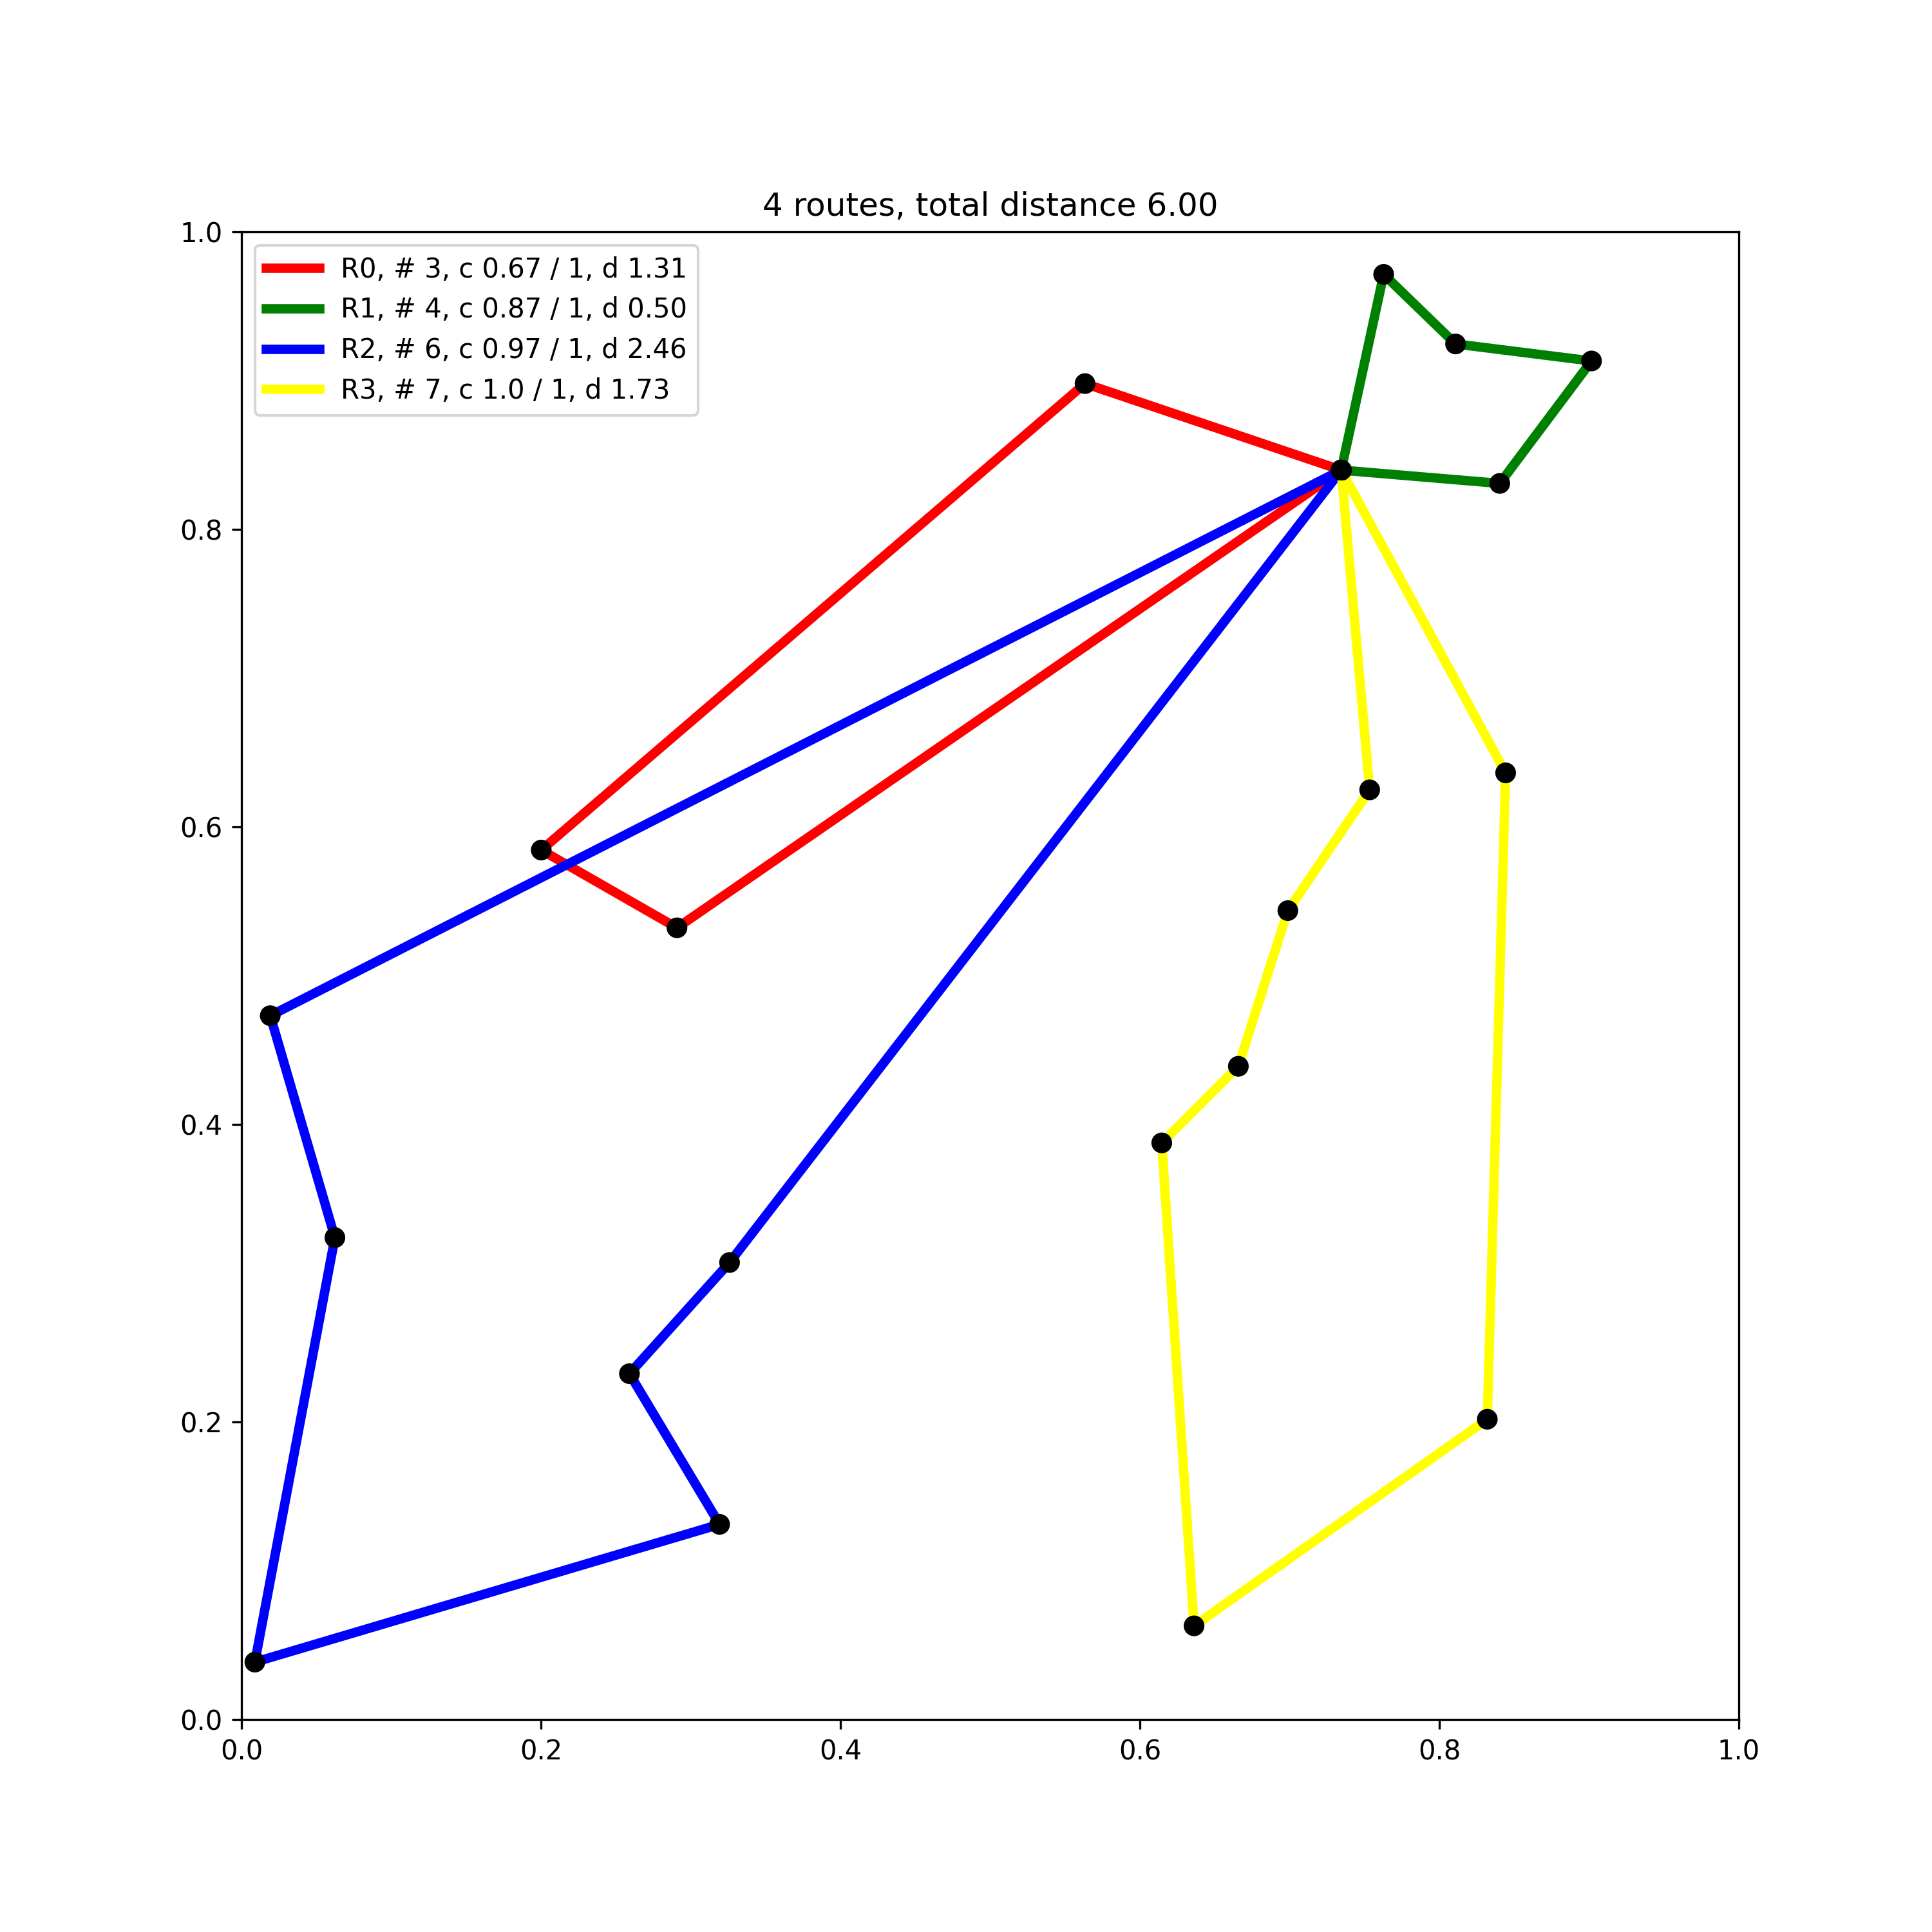 4 routes, total distance 6.00
1.0
R0, # 3, c 0.67 / 1, d 1.31
R1, # 4, c 0.87 / 1, d 0.50
R2, # 6, c 0.97 / 1, d 2.46
R3, # 7, c 1.0 / 1, d 1.73
0.8
0.6
0.4
0.2
0.0
0.0 0.2 0.4 0.6 0.8 1.0